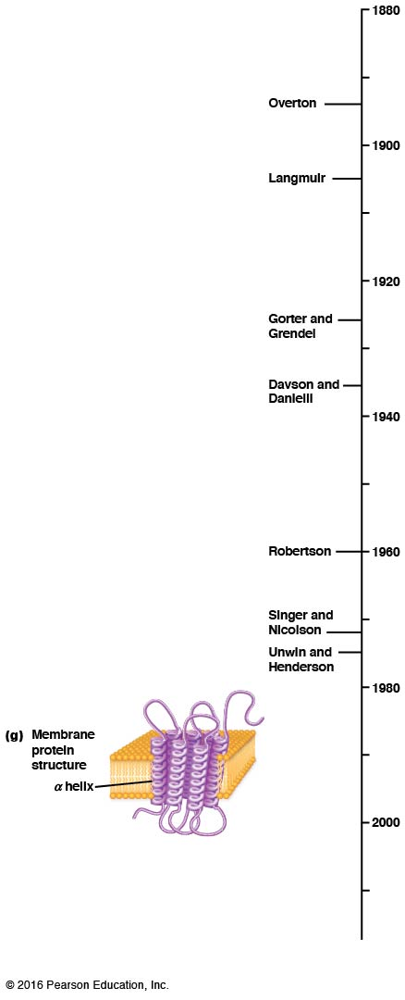 1880
Overton
1900
Langmuir
1920
Gorter and
Grendel
Davson and
Danielli
1940
Robertson
1960
Singer and
Nicolson
Unwin and
Henderson
1980
(g) Membrane
protein
structure
α helix
2000
© 2016 Pearson Education, Inc.